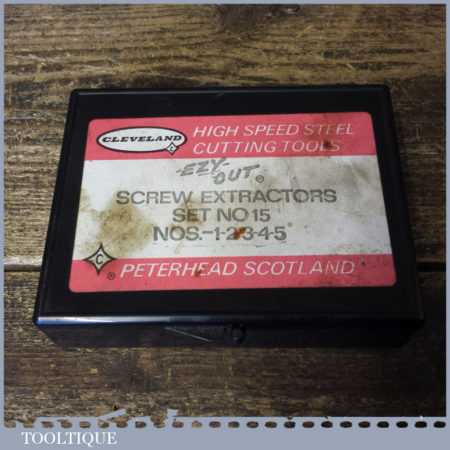 CLEVELAND
HIGH SPEED STEEL
CUTTING TOOLS
-EZY-
OUT ®
SCREW EXTRACTORS
SET NO 15
NOS.-1-2-3-4-5
C
® PETERHEAD SCOTLAND
TOOLTIQUE